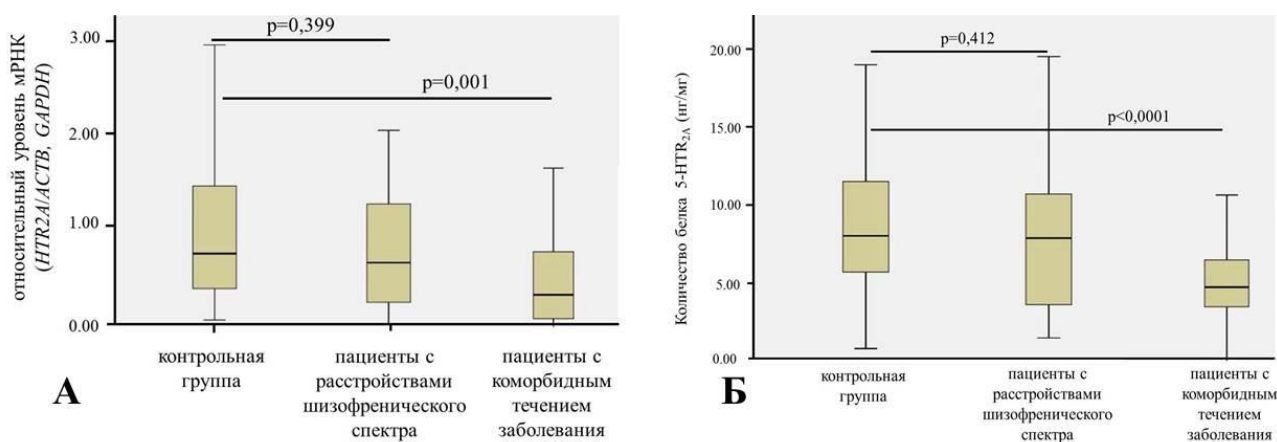 относительный уровень мРНК
(HTR2A/ACTB, GAPDH)
3.00
2.00
1.00
0.00
p=0,399
p=0,001
контрольная
группа
пациенты с
расстройствами
шизофренического
спектра
пациенты с
коморбидным
течением
заболевания
А
Количество белка 5-HTR2A (нг/мг)
20.00
15.00
10.00
5.00
0.00
p=0,412
p<0,0001
контрольная
группа
пациенты с
расстройствами
шизофренического
спектра
пациенты с
коморбидным
течением
заболевания
Б